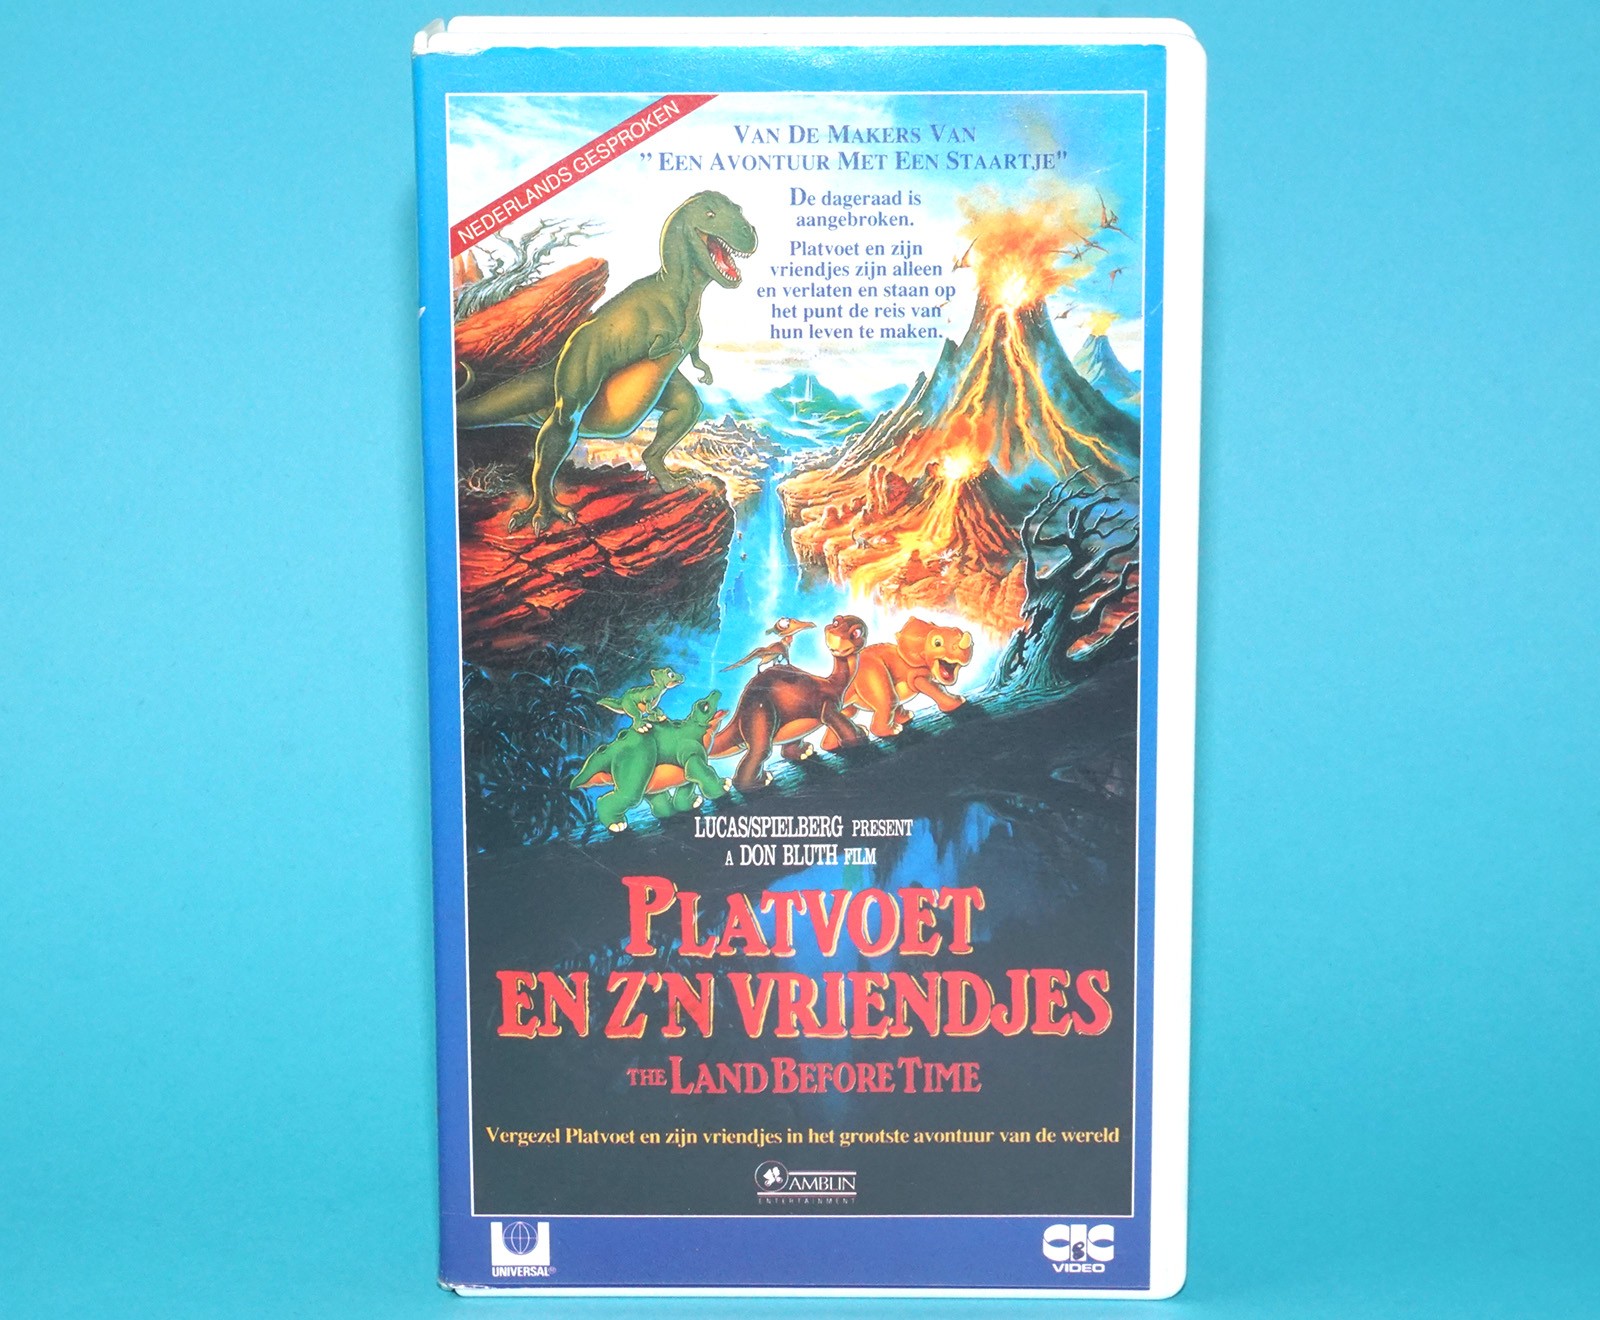 NEDERLANDS GESPROKEN
VAN DE MAKERS VAN
"EEN AVONTUUR MET EEN STAARTJE"
De dageraad is
aangebroken.
Platvoet en zijn
vriendjes zijn alleen
en verlaten en staan op
het punt de reis van
hun leven te maken.
LUCAS/SPIELBERG PRESENT
A DON BLUTH FILM
PLATVOET
EN Z'N VRIENDJES
THE LAND BEFORE TIME
Vergezel Platvoet en zijn vriendjes in het grootste avontuur van de wereld
AMBLIN
ENTERTAINMENT
UNIVERSAL
CIC
VIDEO